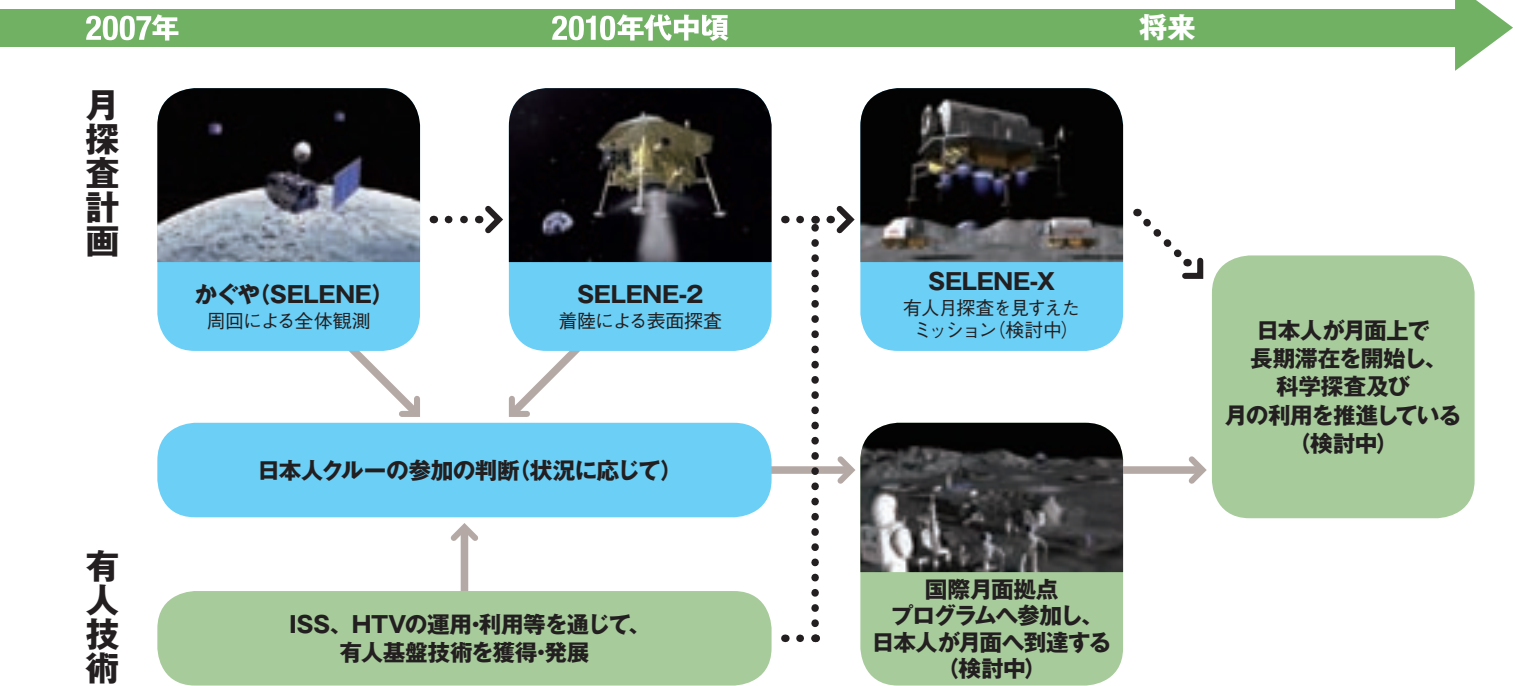 2007年
2010年代中頃
将来
月探査計画
かぐや(SELENE)
周回による全体観測
SELENE-2
着陸による表面探査
SELENE-X
有人月探査を見すえた
ミッション(検討中)
日本人が月面上で
長期滞在を開始し、
科学探査及び
月の利用を推進している
(検討中)
日本人クルーの参加の判断(状況に応じて)
有人技術
ISS、HTVの運用・利用等を通じて、
有人基盤技術を獲得・発展
国際月面拠点
プログラムへ参加し、
日本人が月面へ到達する
(検討中)